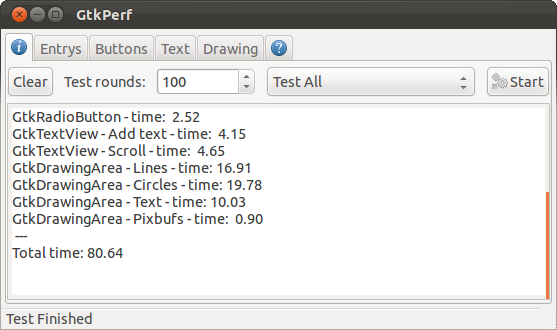 GtkPerf
Entrys Buttons Text Drawing
Clear Test rounds: 100 Test All Start
GtkRadioButton - time: 2.52
GtkTextView - Add text - time: 4.15
GtkTextView - Scroll - time: 4.65
GtkDrawingArea - Lines - time: 16.91
GtkDrawingArea - Circles - time: 19.78
GtkDrawingArea - Text - time: 10.03
GtkDrawingArea - Pixbufs - time: 0.90
---
Total time: 80.64
Test Finished